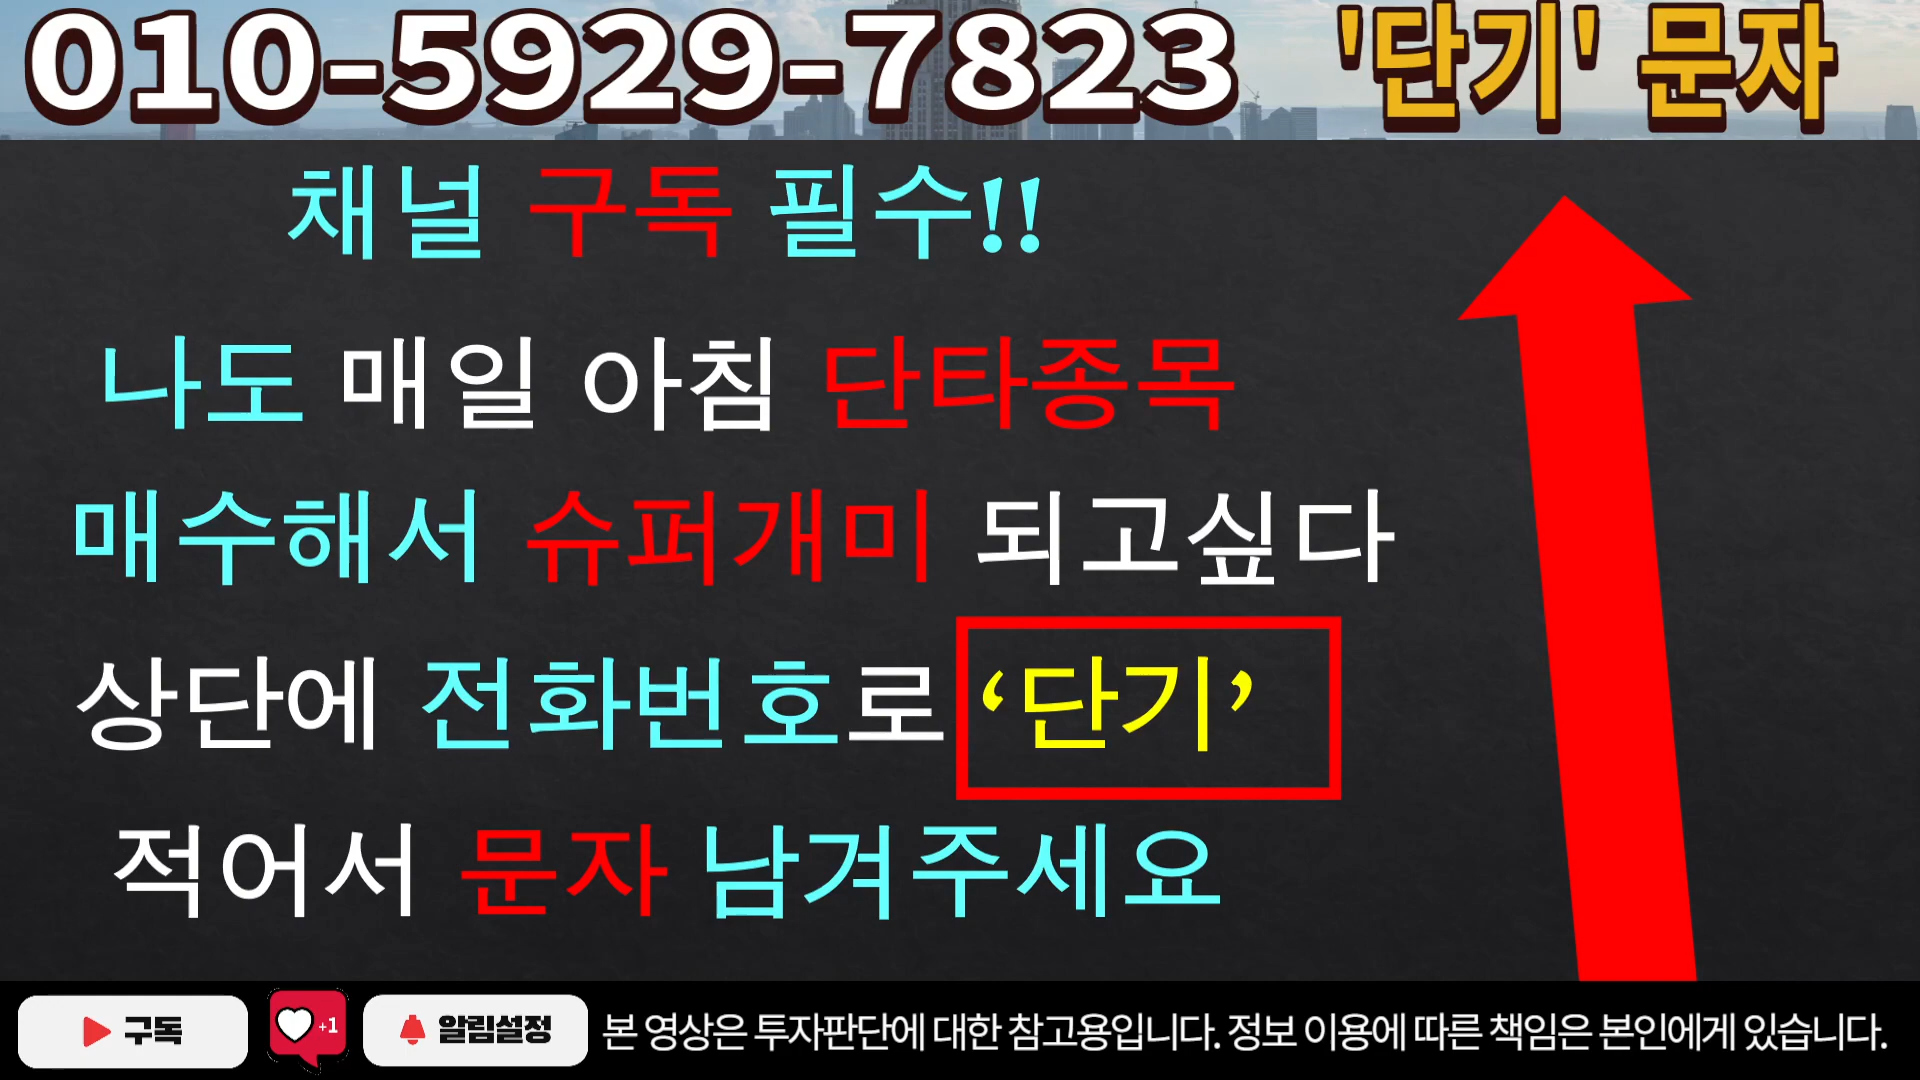 010-5929-7823 '단기' 문자
채널 구독 필수!!
나도 매일 아침 단타종목
매수해서 슈퍼개미 되고싶다
상단에 전화번호로 ‘단기’
적어서 문자 남겨주세요
구독 +1 알림설정 본 영상은 투자판단에 대한 참고용입니다. 정보 이용에 따른 책임은 본인에게 있습니다.